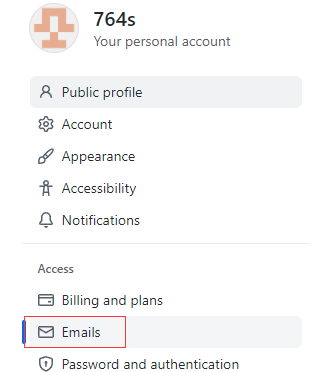 764s
Your personal account
Public profile
Account
Appearance
Accessibility
Notifications
Access
Billing and plans
Emails
Password and authentication